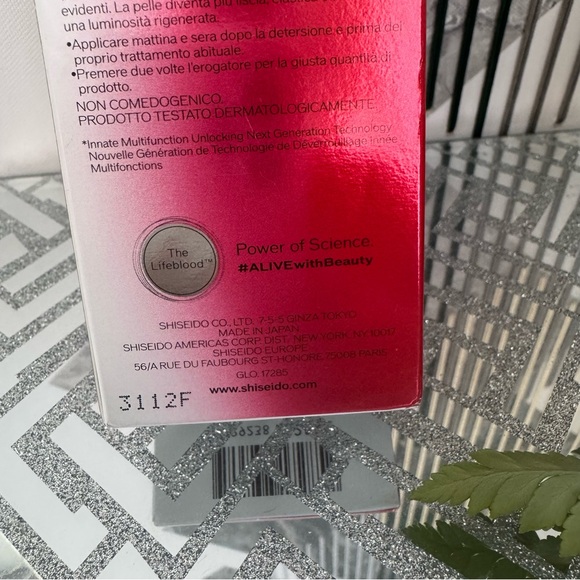 evidenti. La pelle diventa più liscia, elastica
una luminosità rigenerata.
•Applicare mattina e sera dopo la detersione e prima del
proprio trattamento abituale.
•Premere due volte l'erogatore per la giusta quantità di
prodotto.
NON COMEDOGENICO.
PRODOTTO TESTATO DERMATOLOGICAMENTE.
*Innate Multifunction Unlocking Next Generation Technology
Nouvelle Génération de Technologie de Déverrouillage Innée
Multifonctions
The
Lifeblood™
Power of Science.
#ALIVEwithBeauty
SHISEIDO CO., LTD. 7-5-5 GINZA TOKYO
MADE IN JAPAN
SHISEIDO AMERICAS CORP. DIST. NEW YORK, NY 10017
SHISEIDO EUROPE
56/A RUE DU FAUBOURG ST-HONORÉ, 75008 PARIS
GLO. 17285
www.shiseido.com
3112F